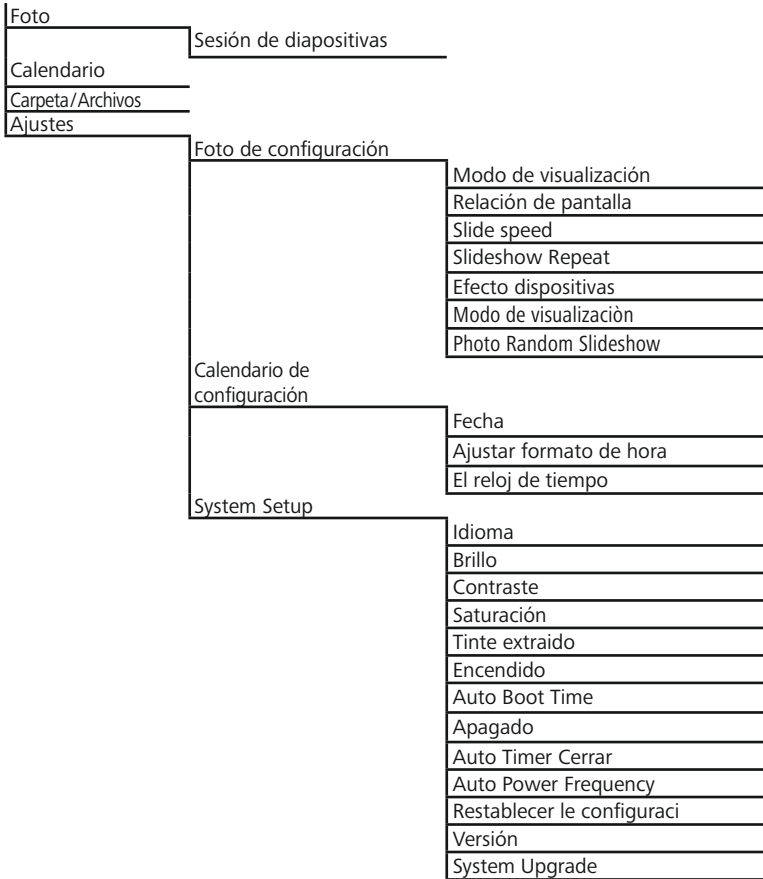 Foto
Sesión de diapositivas
Calendario
Carpeta/Archivos
Ajustes
Foto de configuración
Modo de visualización
Relación de pantalla
Slide speed
Slideshow Repeat
Efecto dispositivas
Modo de visualizaciòn
Photo Random Slideshow
Calendario de
configuración
Fecha
Ajustar formato de hora
El reloj de tiempo
System Setup
Idioma
Brillo
Contraste
Saturación
Tinte extraido
Encendido
Auto Boot Time
Apagado
Auto Timer Cerrar
Auto Power Frequency
Restablecer le configuraci
Versión
System Upgrade